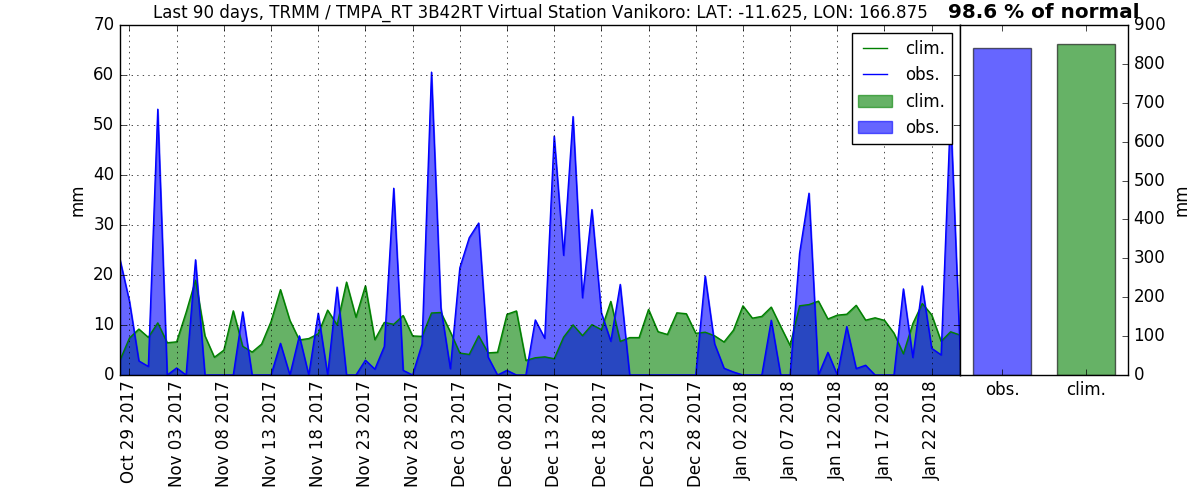 Last 90 days, TRMM / TMPA_RT 3B42RT Virtual Station Vanikoro: LAT: -11.625, LON: 166.875
98.6 % of normal
70
60
50
40
30
20
10
0
mm
clim.
obs.
clim.
obs.
900
800
700
600
500
400
300
200
100
0
mm
obs.
clim.
Oct 29 2017
Nov 03 2017
Nov 08 2017
Nov 13 2017
Nov 18 2017
Nov 23 2017
Nov 28 2017
Dec 03 2017
Dec 08 2017
Dec 13 2017
Dec 18 2017
Dec 23 2017
Dec 28 2017
Jan 02 2018
Jan 07 2018
Jan 12 2018
Jan 17 2018
Jan 22 2018